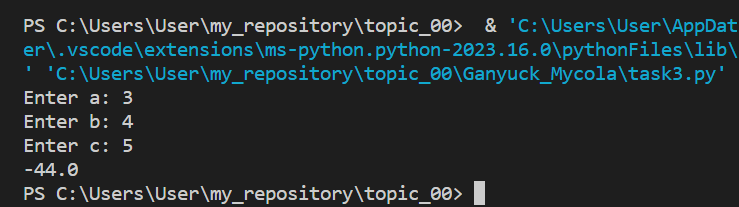 PS C:\Users\User\my_repository\topic_00>  & 'C:\Users\User\AppDat
er\.vscode\extensions\ms-python.python-2023.16.0\pythonFiles\lib\
' 'C:\Users\User\my_repository\topic_00\Ganyuck_Mycola\task3.py'
Enter a: 3
Enter b: 4
Enter c: 5
-44.0
PS C:\Users\User\my_repository\topic_00>